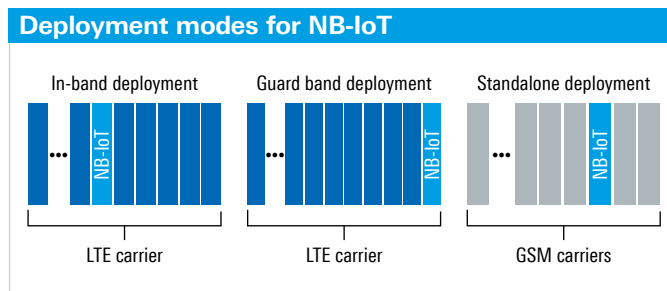 Deployment modes for NB-IoT
In-band deployment
Guard band deployment
Standalone deployment
NB-IoT
NB-IoT
NB-IoT
LTE carrier
LTE carrier
GSM carriers